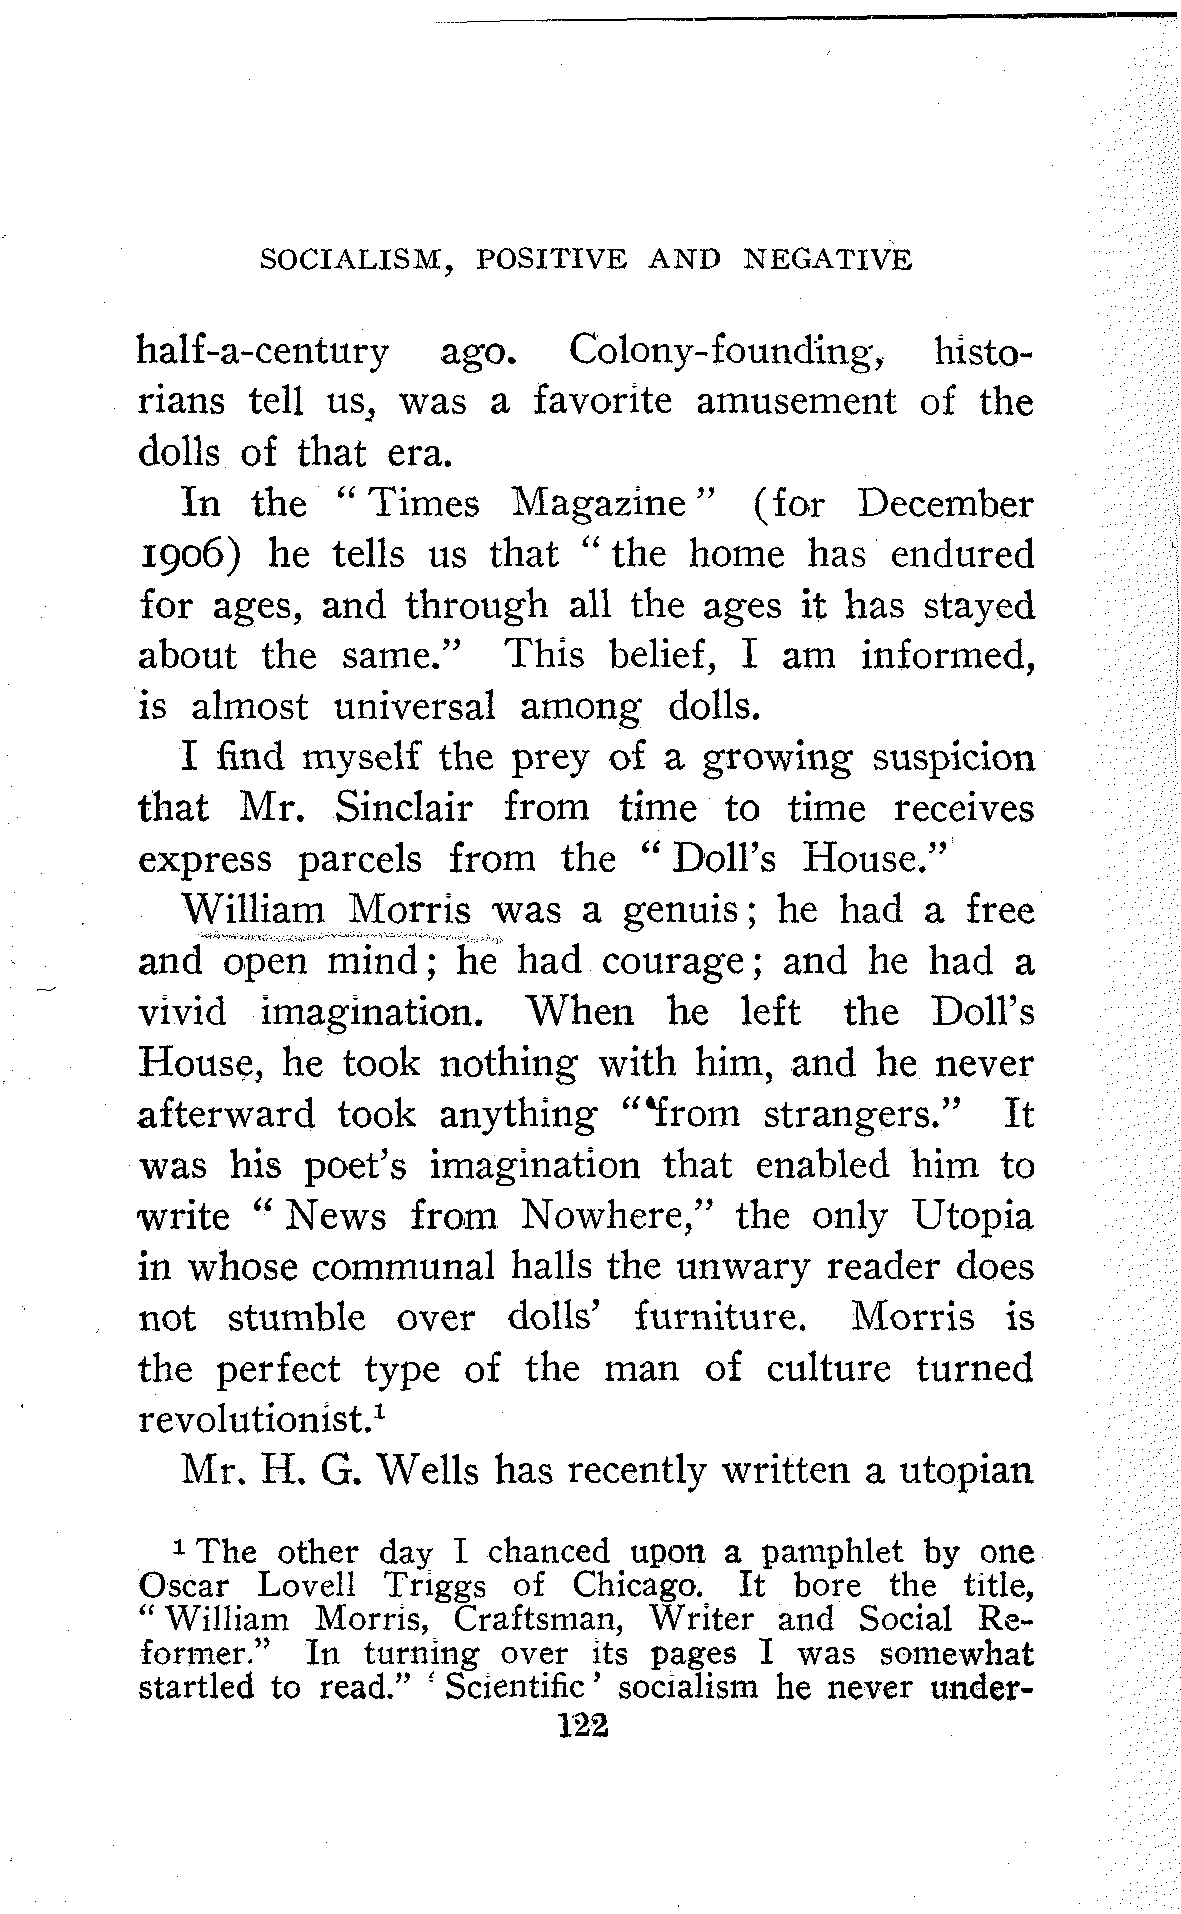 SOCIALISM, POSITIVE AND NEGATIVE
half-a-century ago. Colony-founding, histo-
rians tell us, was a favorite amusement of the
dolls of that era.
In the " Times Magazine " (for December
1906) he tells us that " the home has endured
for ages, and through all the ages it has stayed
about the same." This belief, I am informed,
is almost universal among dolls.
I find myself the prey of a growing suspicion
that Mr. Sinclair from time to time receives
express parcels from the " Doll's House."
William Morris was a genuis; he had a free
and open mind; he had courage; and he had a
vivid imagination. When he left the Doll's
House, he took nothing with him, and he never
afterward took anything "from strangers." It
was his poet's imagination that enabled him to
write " News from Nowhere," the only Utopia
in whose communal halls the unwary reader does
not stumble over dolls' furniture. Morris is
the perfect type of the man of culture turned
revolutionist.¹
Mr. H. G. Wells has recently written a utopian
¹ The other day I chanced upon a pamphlet by one
Oscar Lovell Triggs of Chicago. It bore the title,
" William Morris, Craftsman, Writer and Social Re-
former." In turning over its pages I was somewhat
startled to read." ' Scientific ' socialism he never under-
122